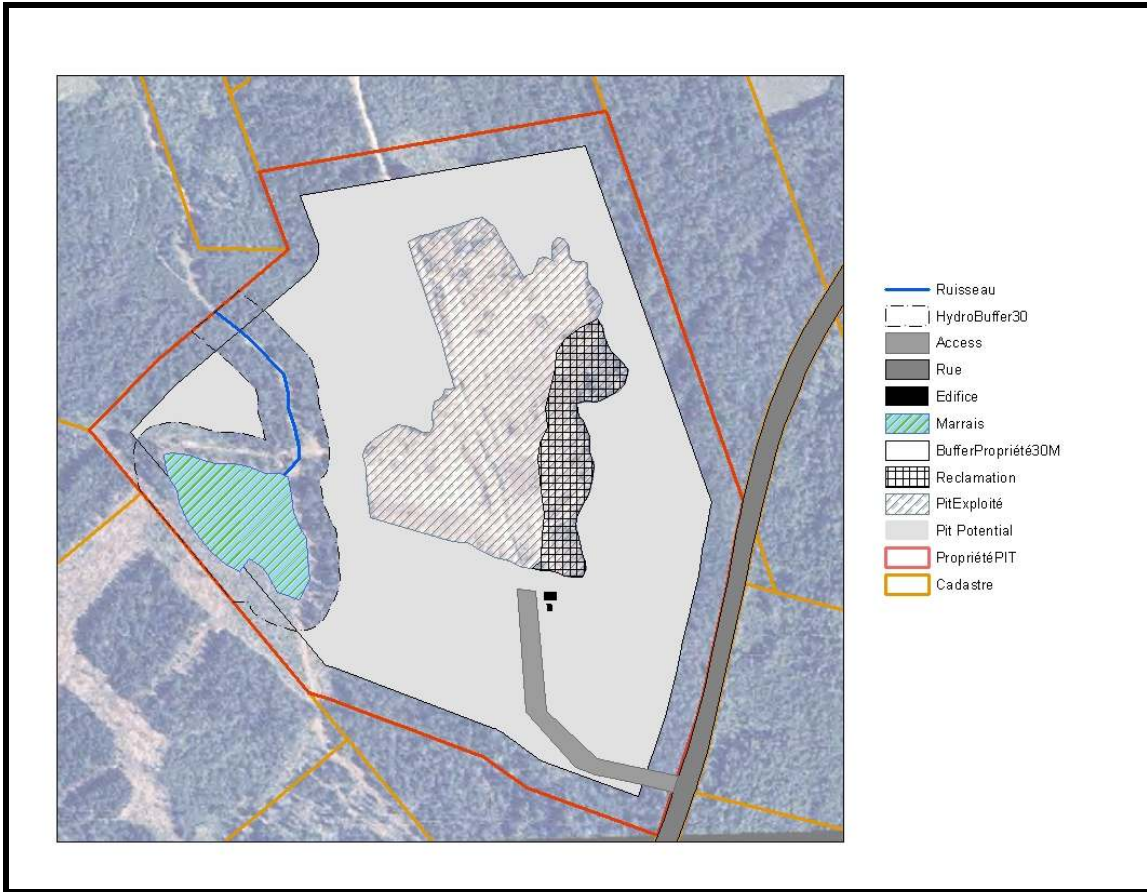 Ruisseau
HydroBuffer30
Access
Rue
Edifice
Marrais
BufferPropriété30M
Reclamation
PitExploité
Pit Potential
PropriétéPIT
Cadastre